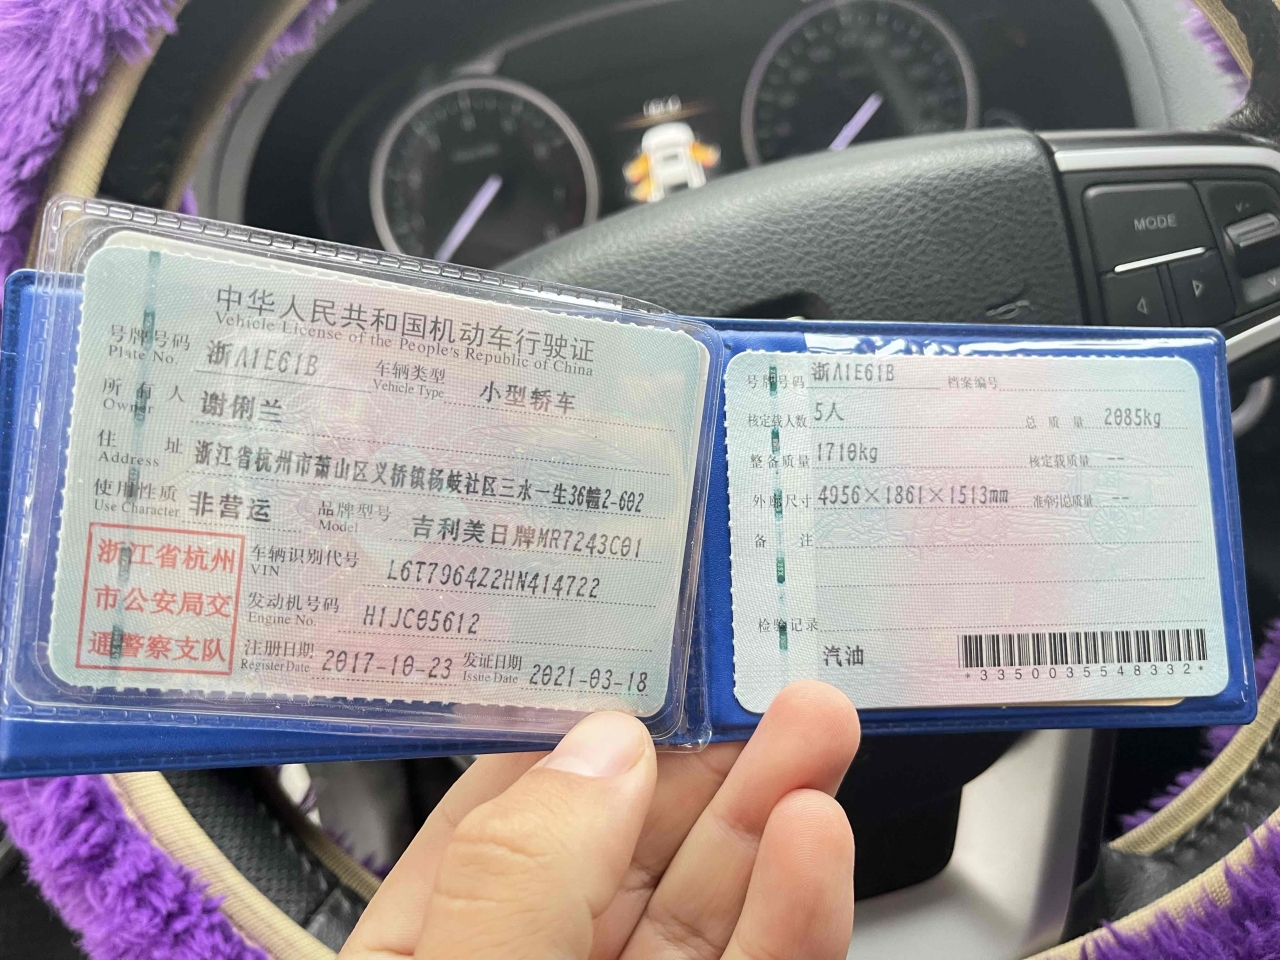 中华人民共和国机动车行驶证
Vehicle License of the People's Republic of China
号牌号码 浙A1E61B 车辆类型 小型轿车
Plate No. Vehicle Type
所有人 谢俐兰
Owner
住址 浙江省杭州市萧山区义桥镇杨岐社区三水一生36幢2-602
Address
使用性质 非营运 品牌型号 吉利美日牌MR7243C01
Use Character Model
浙江省杭州
市公安局交
通警察支队
车辆识别代号 L6T7964Z2HN414722
VIN
发动机号码 H1JC05612
Engine No.
注册日期 2017-10-23 发证日期 2021-03-18
Register Date Issue Date
号牌号码 浙A1E61B 档案编号
核定载人数 5人 总质量 2085kg
整备质量 1710kg 核定载质量 --
外廓尺寸 4956×1861×1513mm 准牵引总质量 --
备注
检验记录
汽油
*3350035548332*
MODE